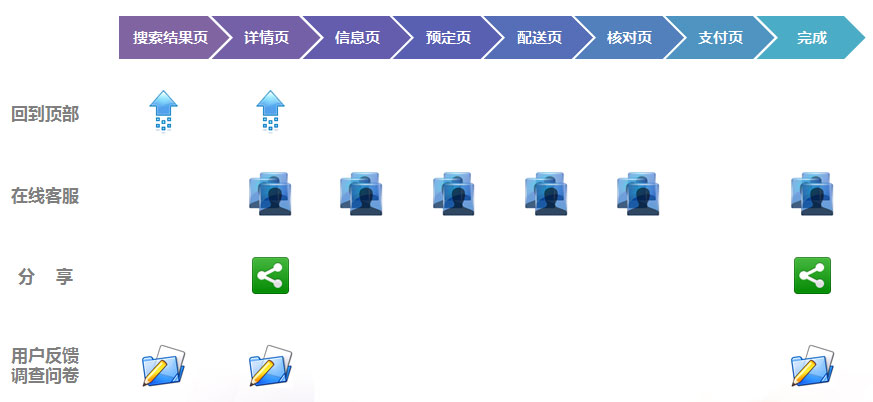 搜索结果页 详情页 信息页 预定页 配送页 核对页 支付页 完成
回到顶部
在线客服
分 享
用户反馈
调查问卷